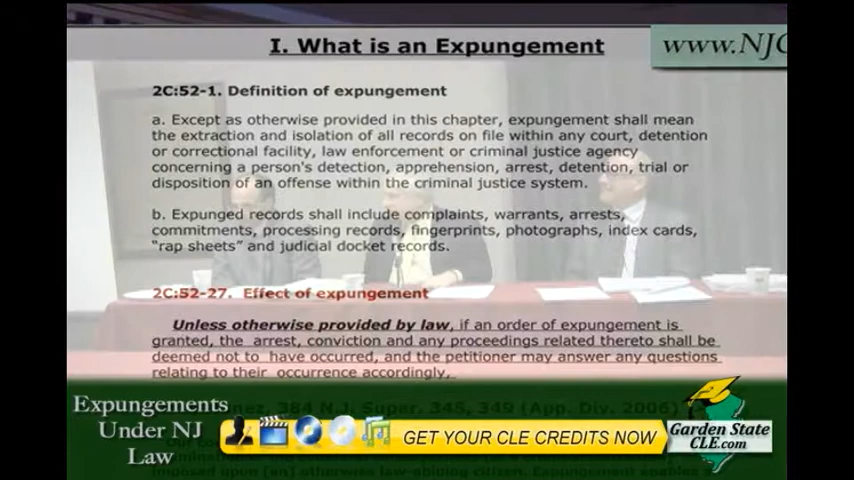 I. What is an Expungement
www.NJC
2C:52-1. Definition of expungement
a. Except as otherwise provided in this chapter, expungement shall mean
the extraction and isolation of all records on file within any court, detention
or correctional facility, law enforcement or criminal justice agency
concerning a person's detection, apprehension, arrest, detention, trial or
disposition of an offense within the criminal justice system.
b. Expunged records shall include complaints, warrants, arrests,
commitments, processing records, fingerprints, photographs, index cards,
"rap sheets" and judicial docket records.
2C:52-27. Effect of expungement
Unless otherwise provided by law, if an order of expungement is
granted, the arrest, conviction and any proceedings related thereto shall be
deemed not to have occurred, and the petitioner may answer any questions
relating to their occurrence accordingly,
384 N.J. Super. 345, 349 (App. Div. 2006)
Expungements
Under NJ
Law
GET YOUR CLE CREDITS NOW
Garden State
CLE.com